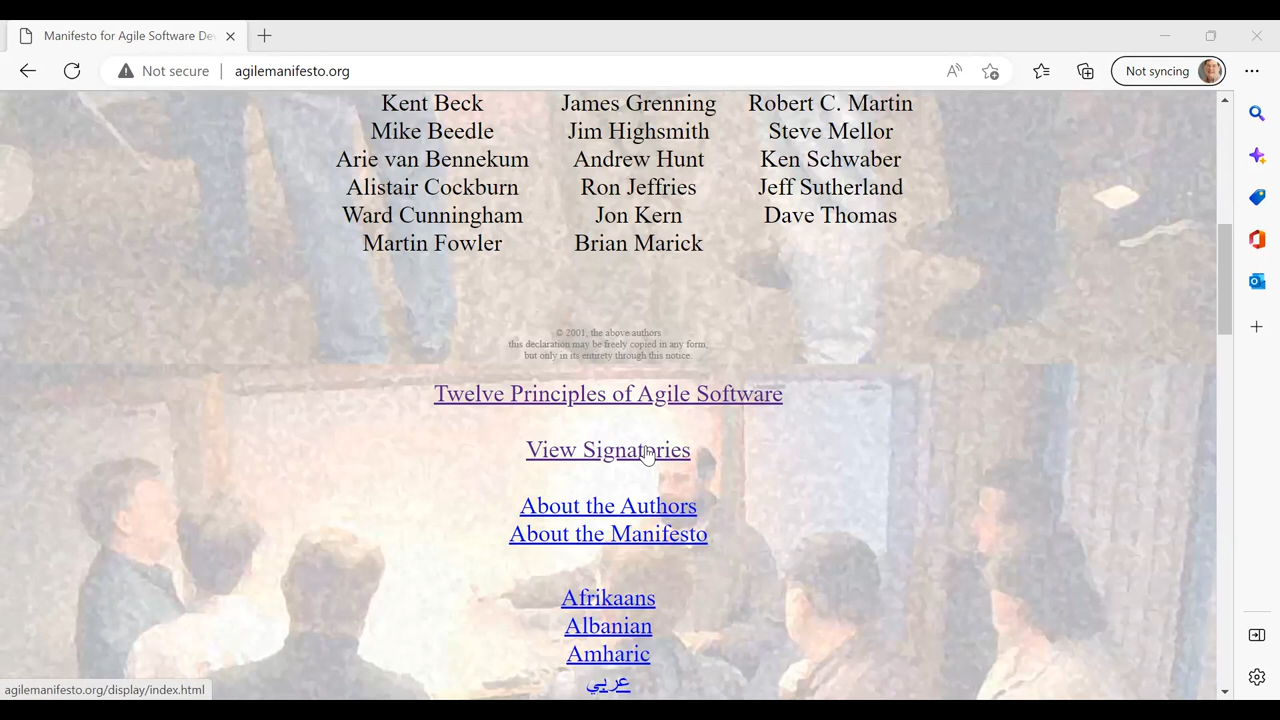 Manifesto for Agile Software De
Not secure
agilemanifesto.org
Not syncing
Kent Beck James Grenning Robert C. Martin
Mike Beedle Jim Highsmith Steve Mellor
Arie van Bennekum Andrew Hunt Ken Schwaber
Alistair Cockburn Ron Jeffries Jeff Sutherland
Ward Cunningham Jon Kern Dave Thomas
Martin Fowler Brian Marick
© 2001, the above authors
this declaration may be freely copied in any form,
but only in its entirety through this notice.
Twelve Principles of Agile Software
View Signatories
About the Authors
About the Manifesto
Afrikaans
Albanian
Amharic
عربي
agilemanifesto.org/display/index.html